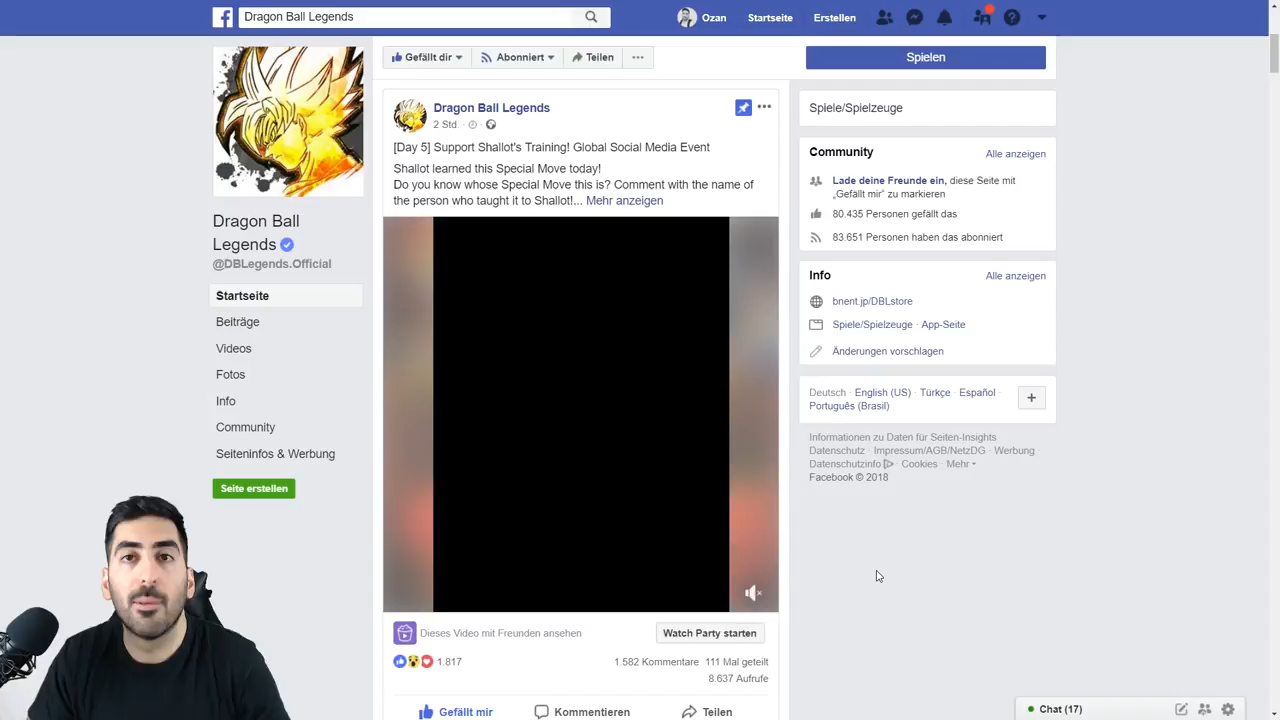 Dragon Ball Legends
Ozan
Startseite
Erstellen
Gefällt dir
Abonniert
Teilen
Spielen
Dragon Ball
Legends
@DBLegends.Official
Startseite
Beiträge
Videos
Fotos
Info
Community
Seiteninfos & Werbung
Seite erstellen
Dragon Ball Legends
2 Std. ·
[Day 5] Support Shallot's Training! Global Social Media Event
Shallot learned this Special Move today!
Do you know whose Special Move this is? Comment with the name of
the person who taught it to Shallot!... Mehr anzeigen
Dieses Video mit Freunden ansehen
Watch Party starten
1.817
1.582 Kommentare 111 Mal geteilt
8.637 Aufrufe
Gefällt mir
Kommentieren
Teilen
Spiele/Spielzeuge
Community
Alle anzeigen
Lade deine Freunde ein, diese Seite mit
„Gefällt mir“ zu markieren
80.435 Personen gefällt das
83.651 Personen haben das abonniert
Info
Alle anzeigen
bnent.jp/DBLstore
Spiele/Spielzeuge · App-Seite
Änderungen vorschlagen
Deutsch · English (US) · Türkçe · Español ·
Português (Brasil)
Informationen zu Daten für Seiten-Insights
Datenschutz · Impressum/AGB/NetzDG · Werbung ·
Datenschutzinfo · Cookies · Mehr
Facebook © 2018
Chat (17)